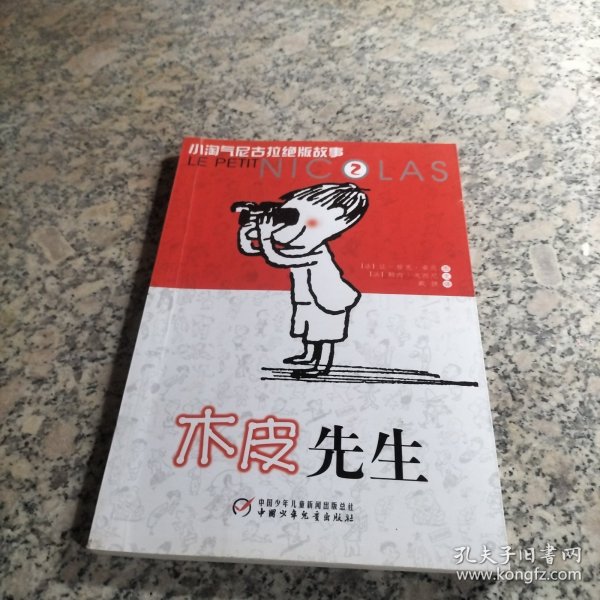 小淘气尼古拉绝版故事
LE PETIT NICOLAS
2
木皮先生
中国少年儿童新闻出版总社
中国少年儿童出版社
孔夫子旧书网
www.kongfz.com